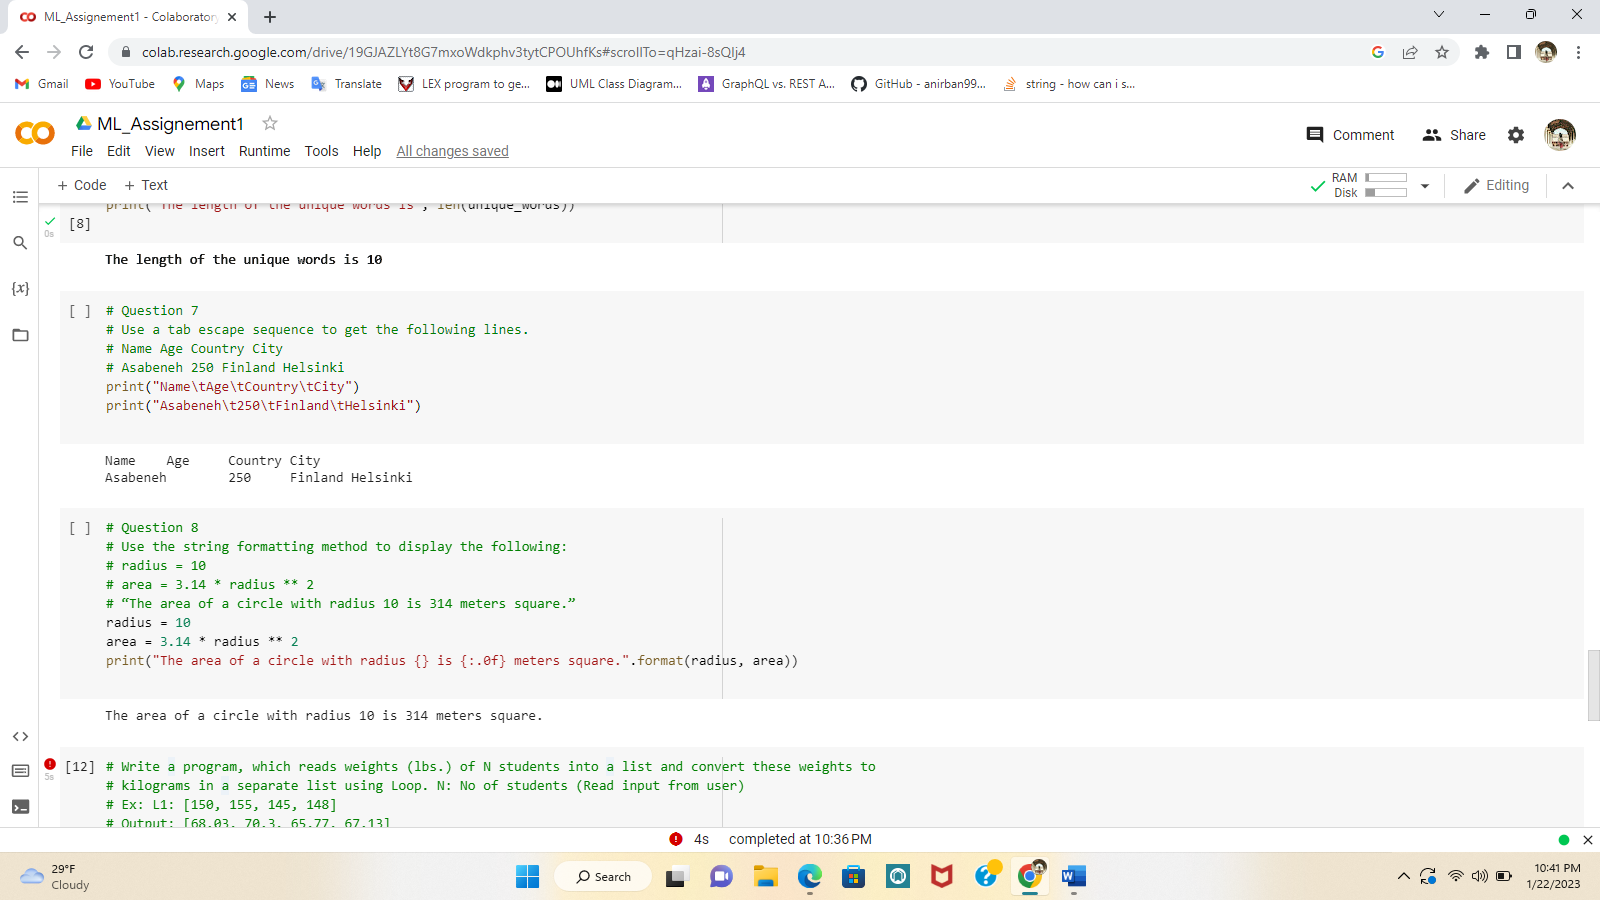 ML_Assignement1 - Colaboratory
colab.research.google.com/drive/19GJAZLYt8G7mxoWdkphv3tytCPOUhfKs#scrollTo=qHzai-8sQlj4
Gmail YouTube Maps News Translate LEX program to ge... UML Class Diagram... GraphQL vs. REST A... GitHub - anirban99... string - how can i s...
ML_Assignement1
Comment Share
File Edit View Insert Runtime Tools Help All changes saved
+ Code + Text
RAM
Disk
Editing
print("The length of the unique words is", len(unique_words))
[8]
0s
The length of the unique words is 10
[ ] # Question 7
# Use a tab escape sequence to get the following lines.
# Name Age Country City
# Asabeneh 250 Finland Helsinki
print("Name\tAge\tCountry\tCity")
print("Asabeneh\t250\tFinland\tHelsinki")
Name Age Country City
Asabeneh 250 Finland Helsinki
[ ] # Question 8
# Use the string formatting method to display the following:
# radius = 10
# area = 3.14 * radius ** 2
# “The area of a circle with radius 10 is 314 meters square.”
radius = 10
area = 3.14 * radius ** 2
print("The area of a circle with radius {} is {:.0f} meters square.".format(radius, area))
The area of a circle with radius 10 is 314 meters square.
[12] # Write a program, which reads weights (lbs.) of N students into a list and convert these weights to
5s
# kilograms in a separate list using Loop. N: No of students (Read input from user)
# Ex: L1: [150, 155, 145, 148]
# Output: [68.03, 70.3, 65.77, 67.13]
4s completed at 10:36 PM
29°F
Cloudy
Search
10:41 PM
1/22/2023